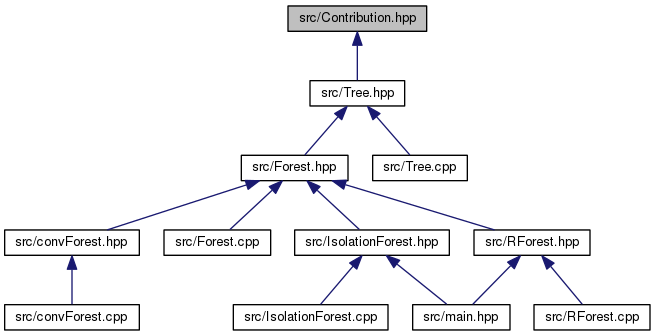 src/Contribution.hpp
src/Tree.hpp
src/Forest.hpp
src/Tree.cpp
src/convForest.hpp
src/Forest.cpp
src/IsolationForest.hpp
src/RForest.hpp
src/convForest.cpp
src/IsolationForest.cpp
src/main.hpp
src/RForest.cpp